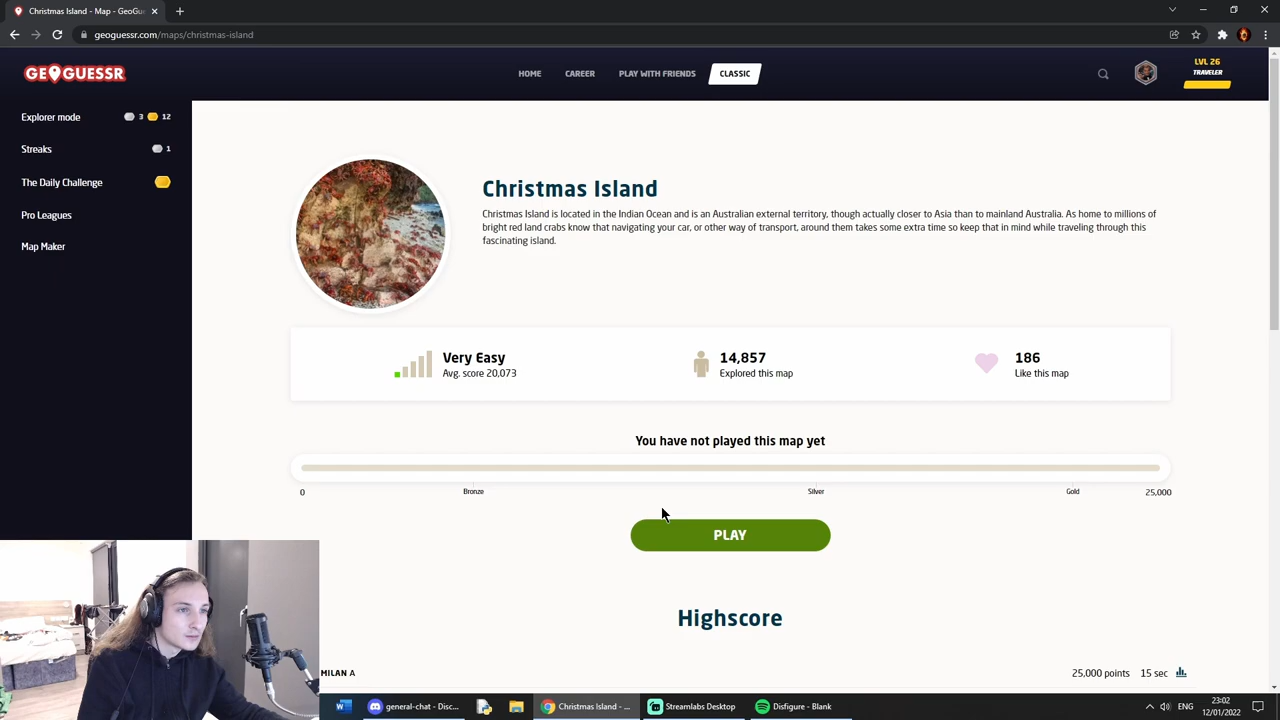 Christmas Island - Map - GeoGu
geoguessr.com/maps/christmas-island
GEOGUESSR
HOME
CAREER
PLAY WITH FRIENDS
CLASSIC
LVL 26
TRAVELER
Explorer mode
3
12
Streaks
1
The Daily Challenge
Pro Leagues
Map Maker
Christmas Island
Christmas Island is located in the Indian Ocean and is an Australian external territory, though actually closer to Asia than to mainland Australia. As home to millions of
bright red land crabs know that navigating your car, or other way of transport, around them takes some extra time so keep that in mind while traveling through this
fascinating island.
Very Easy
Avg. score 20,073
14,857
Explored this map
186
Like this map
You have not played this map yet
0
Bronze
Silver
Gold
25,000
PLAY
Highscore
MILAN A
25,000 points
15 sec
general-chat - Disc...
Christmas Island - ...
Streamlabs Desktop
Disfigure - Blank
ENG
23:02
12/01/2022